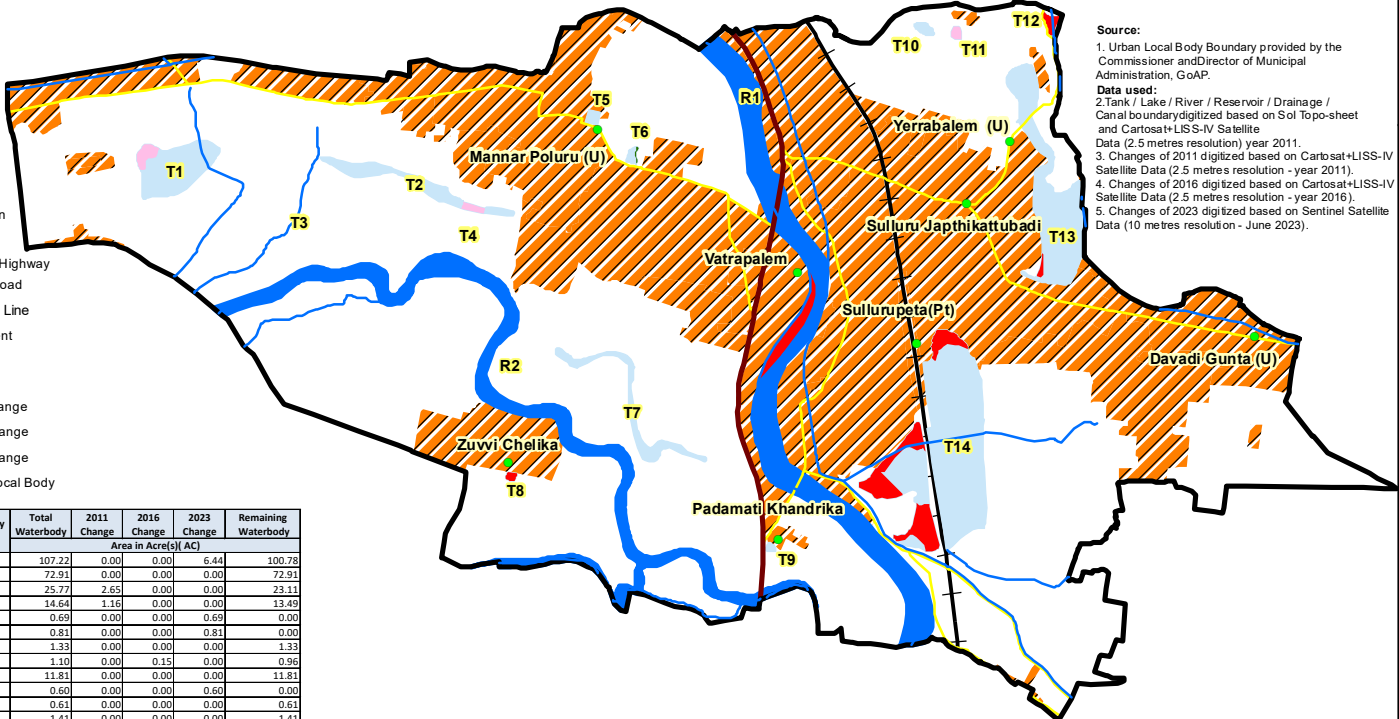 T12
T10
T11
Source:
1. Urban Local Body Boundary provided by the
Commissioner andDirector of Municipal
Administration, GoAP.
Data used:
2.Tank / Lake / River / Reservoir / Drainage /
Canal boundarydigitized based on SoI Topo-sheet
and Cartosat+LISS-IV Satellite
Data (2.5 metres resolution) year 2011.
3. Changes of 2011 digitized based on Cartosat+LISS-IV
Satellite Data (2.5 metres resolution - year 2011).
4. Changes of 2016 digitized based on Cartosat+LISS-IV
Satellite Data (2.5 metres resolution - year 2016).
5. Changes of 2023 digitized based on Sentinel Satellite
Data (10 metres resolution - June 2023).
R1
T5
T6
Yerrabalem (U)
Mannar Poluru (U)
T1
T2
T3
T4
Sulluru Japthikattubadi
T13
Vatrapalem
Sullurupeta(Pt)
Davadi Gunta (U)
R2
T7
Zuvvi Chelika
T8
T14
Padamati Khandrika
T9
n
Highway
oad
Line
nt
ange
ange
ange
ocal Body
y Total Waterbody 2011 Change 2016 Change 2023 Change Remaining Waterbody
Area in Acre(s)( AC)
107.22 0.00 0.00 6.44 100.78
72.91 0.00 0.00 0.00 72.91
25.77 2.65 0.00 0.00 23.11
14.64 1.16 0.00 0.00 13.49
0.69 0.00 0.00 0.69 0.00
0.81 0.00 0.00 0.81 0.00
1.33 0.00 0.00 0.00 1.33
1.10 0.00 0.15 0.00 0.96
11.81 0.00 0.00 0.00 11.81
0.60 0.00 0.00 0.60 0.00
0.61 0.00 0.00 0.00 0.61
1.41 0.00 0.00 0.00 1.41